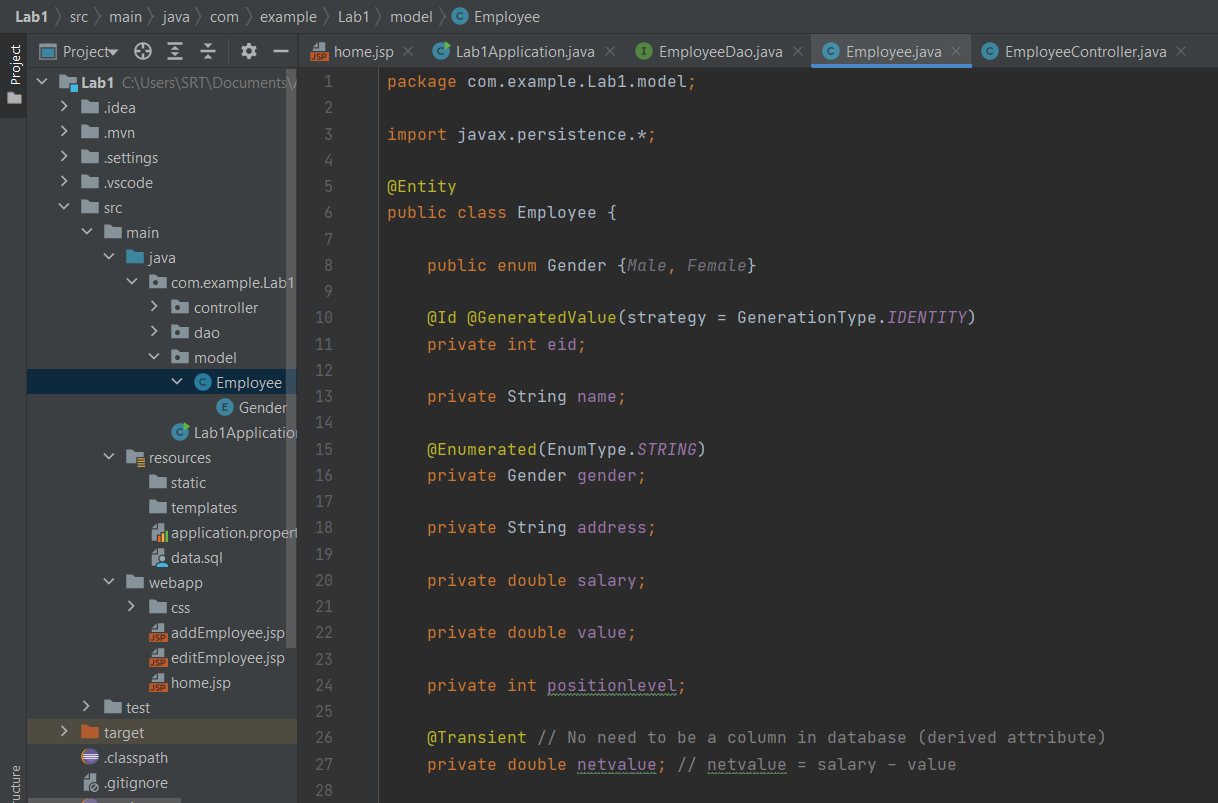 Lab1 src main java com example Lab1 model Employee
Project
home.jsp Lab1Application.java EmployeeDao.java Employee.java EmployeeController.java
Project
Lab1 C:\Users\SRT\Documents\
.idea
.mvn
.settings
.vscode
src
main
java
com.example.Lab1
controller
dao
model
Employee
Gender
Lab1Application
resources
static
templates
application.propert
data.sql
webapp
css
addEmployee.jsp
editEmployee.jsp
home.jsp
test
target
.classpath
.gitignore
ucture
1 package com.example.Lab1.model;
2
3 import javax.persistence.*;
4
5 @Entity
6 public class Employee {
7
8 public enum Gender {Male, Female}
9
10 @Id @GeneratedValue(strategy = GenerationType.IDENTITY)
11 private int eid;
12
13 private String name;
14
15 @Enumerated(EnumType.STRING)
16 private Gender gender;
17
18 private String address;
19
20 private double salary;
21
22 private double value;
23
24 private int positionlevel;
25
26 @Transient // No need to be a column in database (derived attribute)
27 private double netvalue; // netvalue = salary - value
28